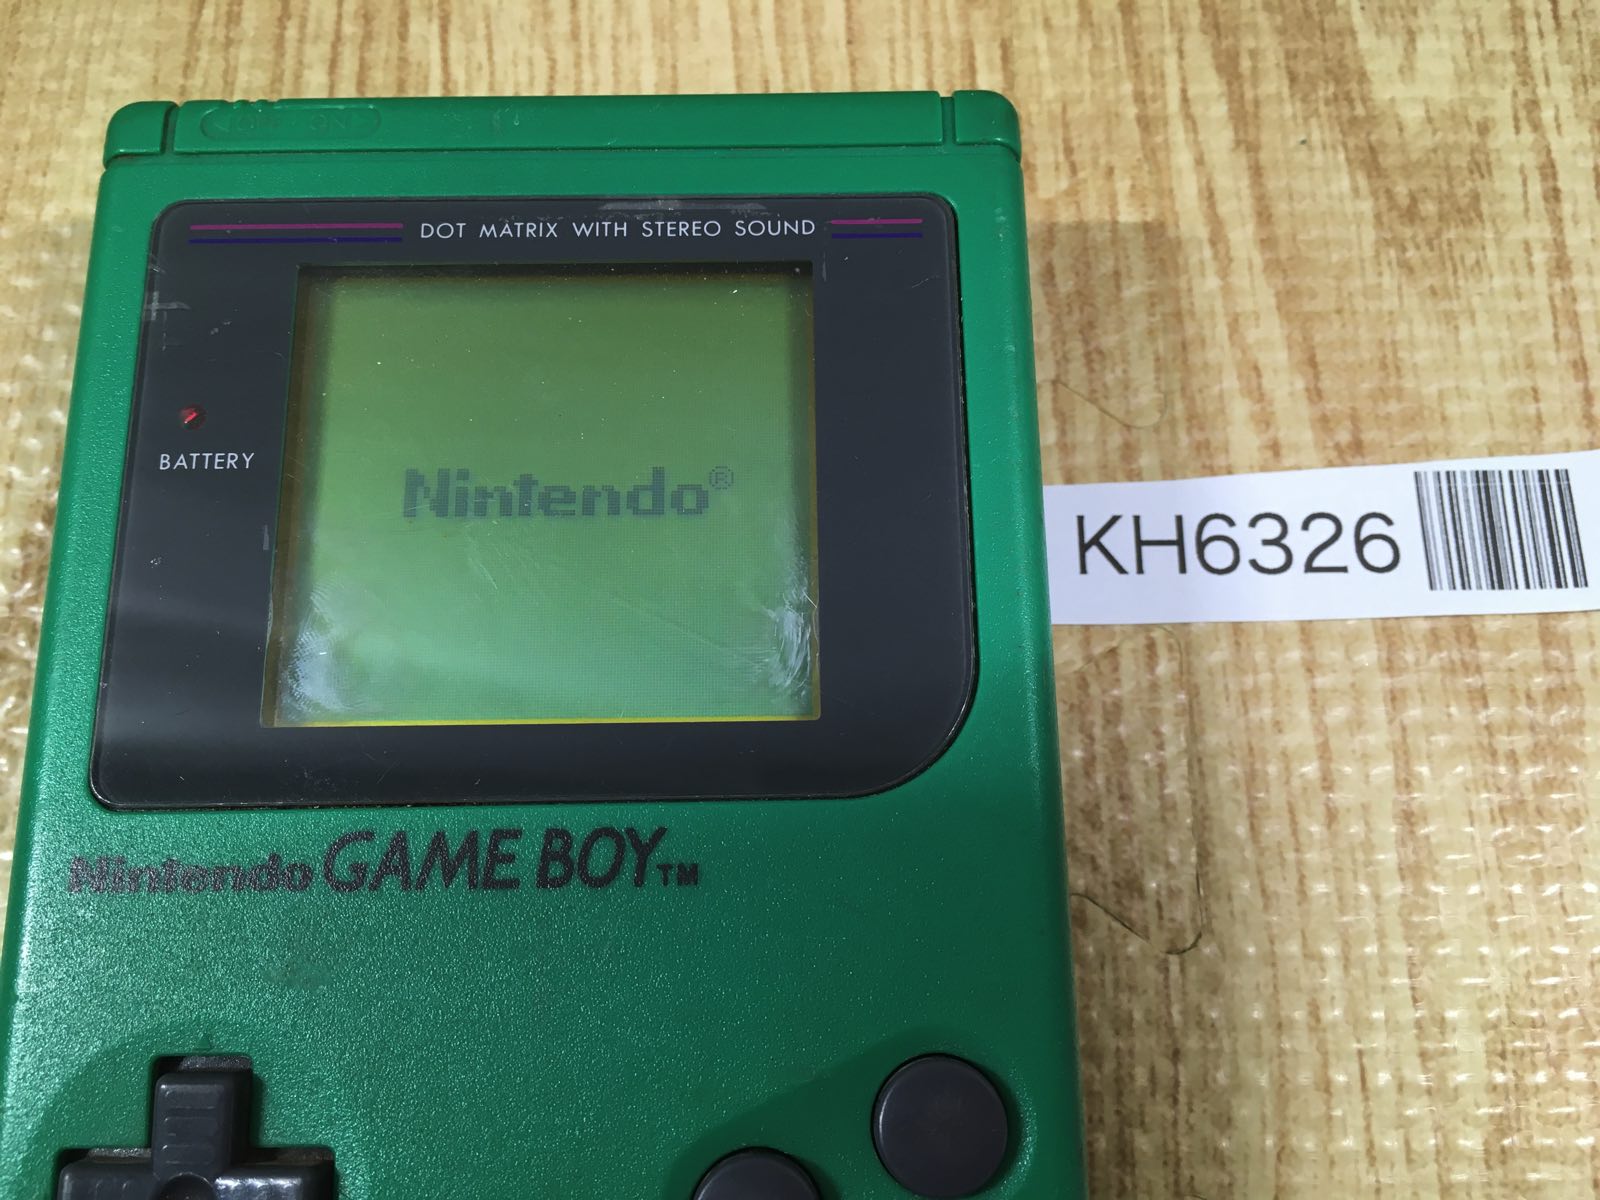 OFF ON
DOT MATRIX WITH STEREO SOUND
BATTERY
Nintendo®
KH6326
Nintendo GAME BOY™